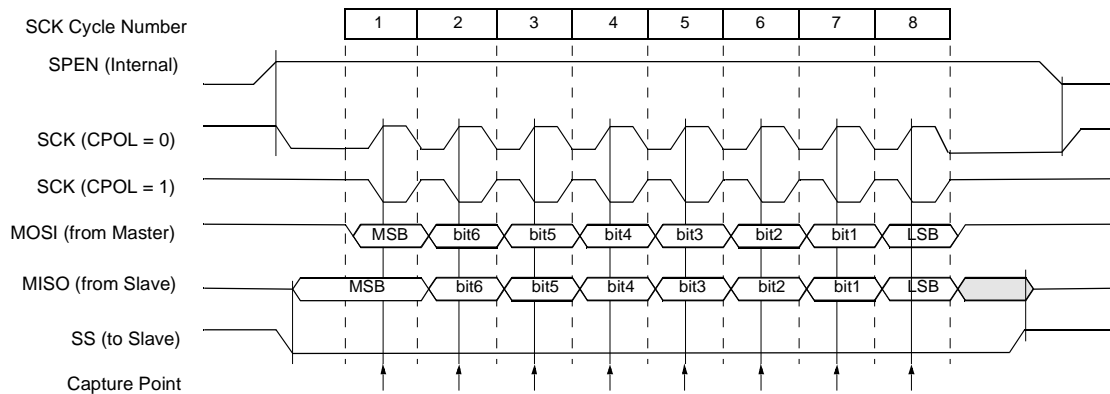 SCK Cycle Number 1 2 3 4 5 6 7 8
SPEN (Internal)
SCK (CPOL = 0)
SCK (CPOL = 1)
MOSI (from Master) MSB bit6 bit5 bit4 bit3 bit2 bit1 LSB
MISO (from Slave) MSB bit6 bit5 bit4 bit3 bit2 bit1 LSB
SS (to Slave)
Capture Point